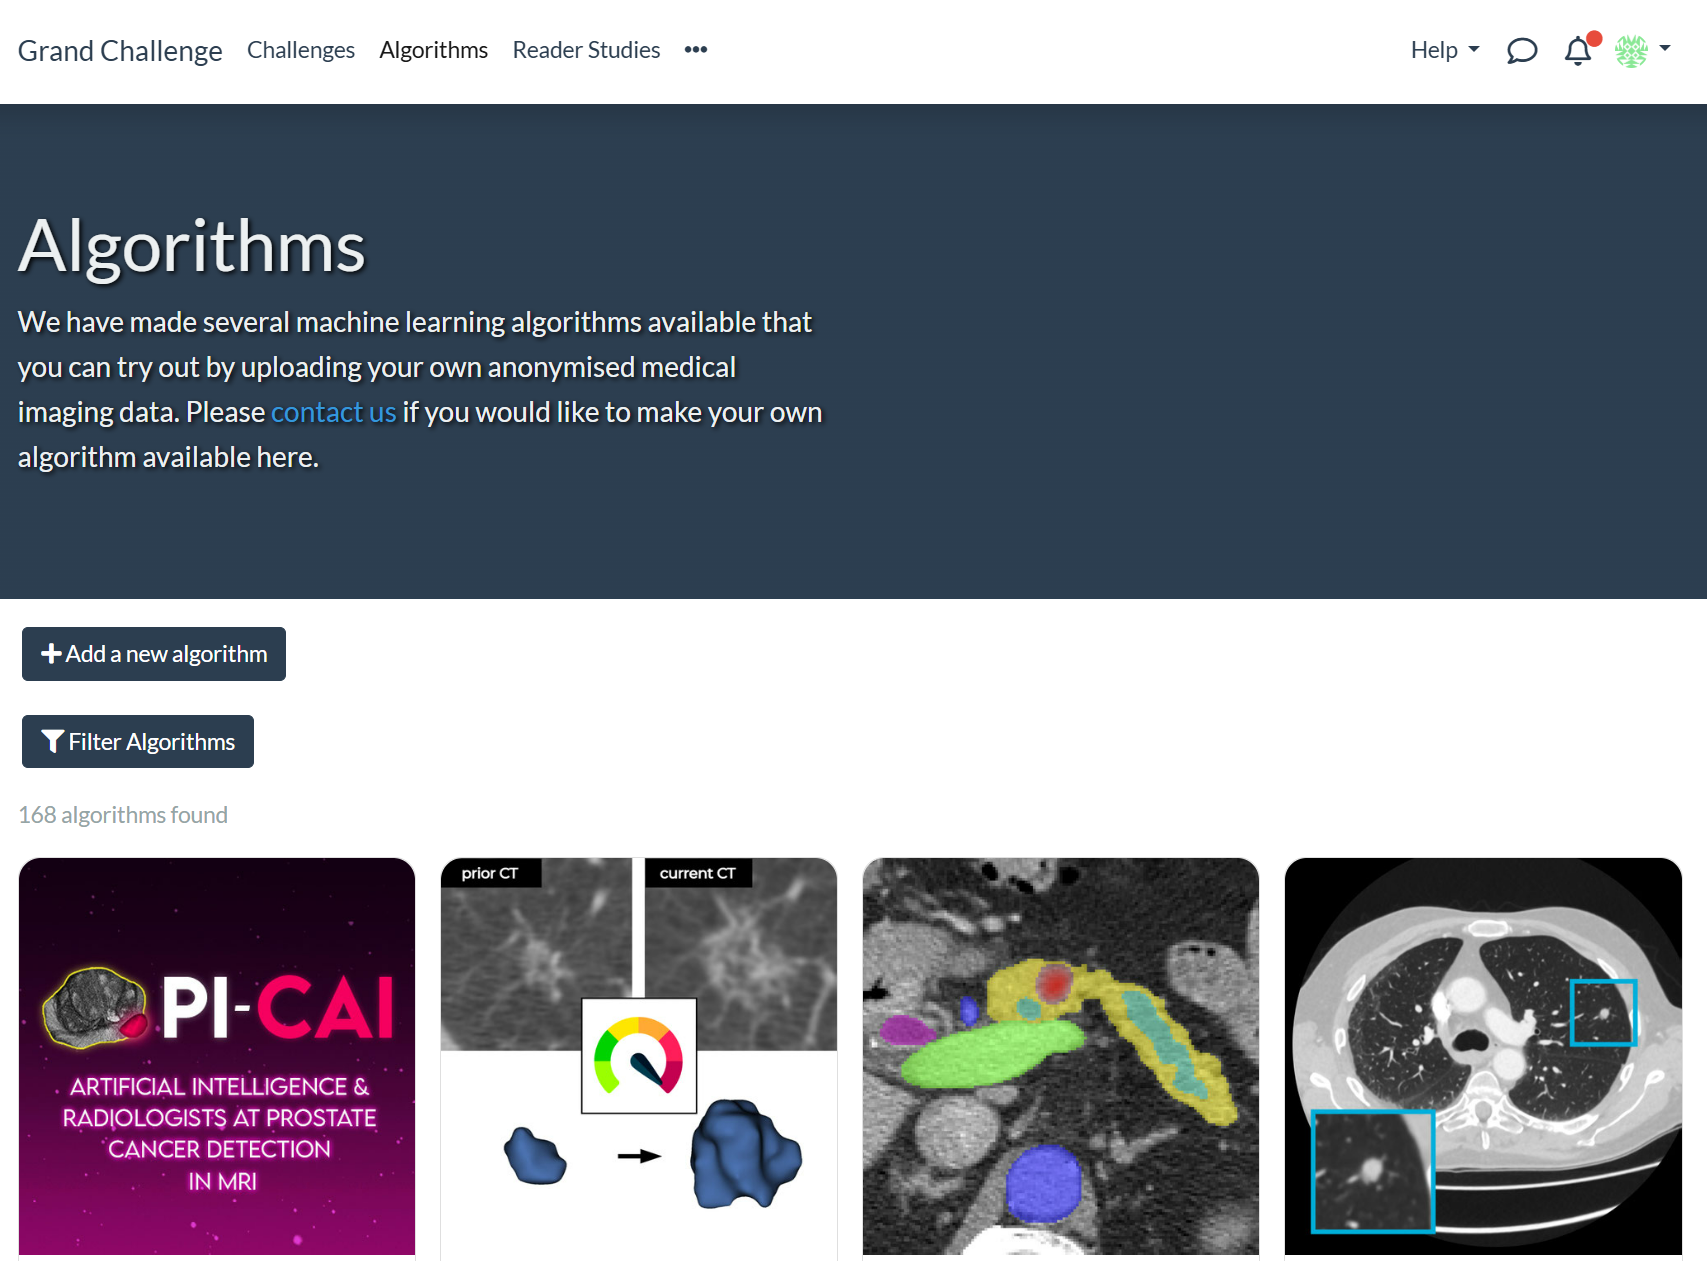 Grand Challenge Challenges Algorithms Reader Studies ••• Help
Algorithms
We have made several machine learning algorithms available that
you can try out by uploading your own anonymised medical
imaging data. Please contact us if you would like to make your own
algorithm available here.
Add a new algorithm
Filter Algorithms
168 algorithms found
PI-CAI
ARTIFICIAL INTELLIGENCE &
RADIOLOGISTS AT PROSTATE
CANCER DETECTION
IN MRI
prior CT
current CT